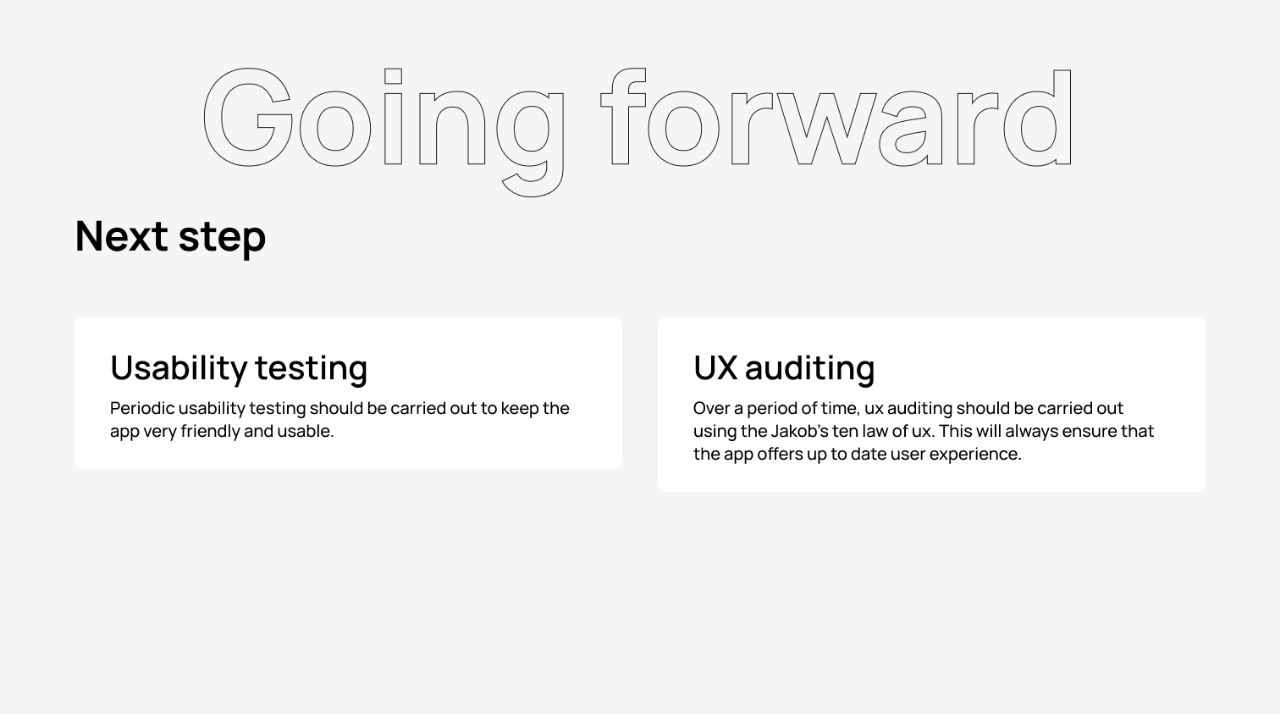 Going forward
Next step
Usability testing
Periodic usability testing should be carried out to keep the
app very friendly and usable.
UX auditing
Over a period of time, ux auditing should be carried out
using the Jakob's ten law of ux. This will always ensure that
the app offers up to date user experience.